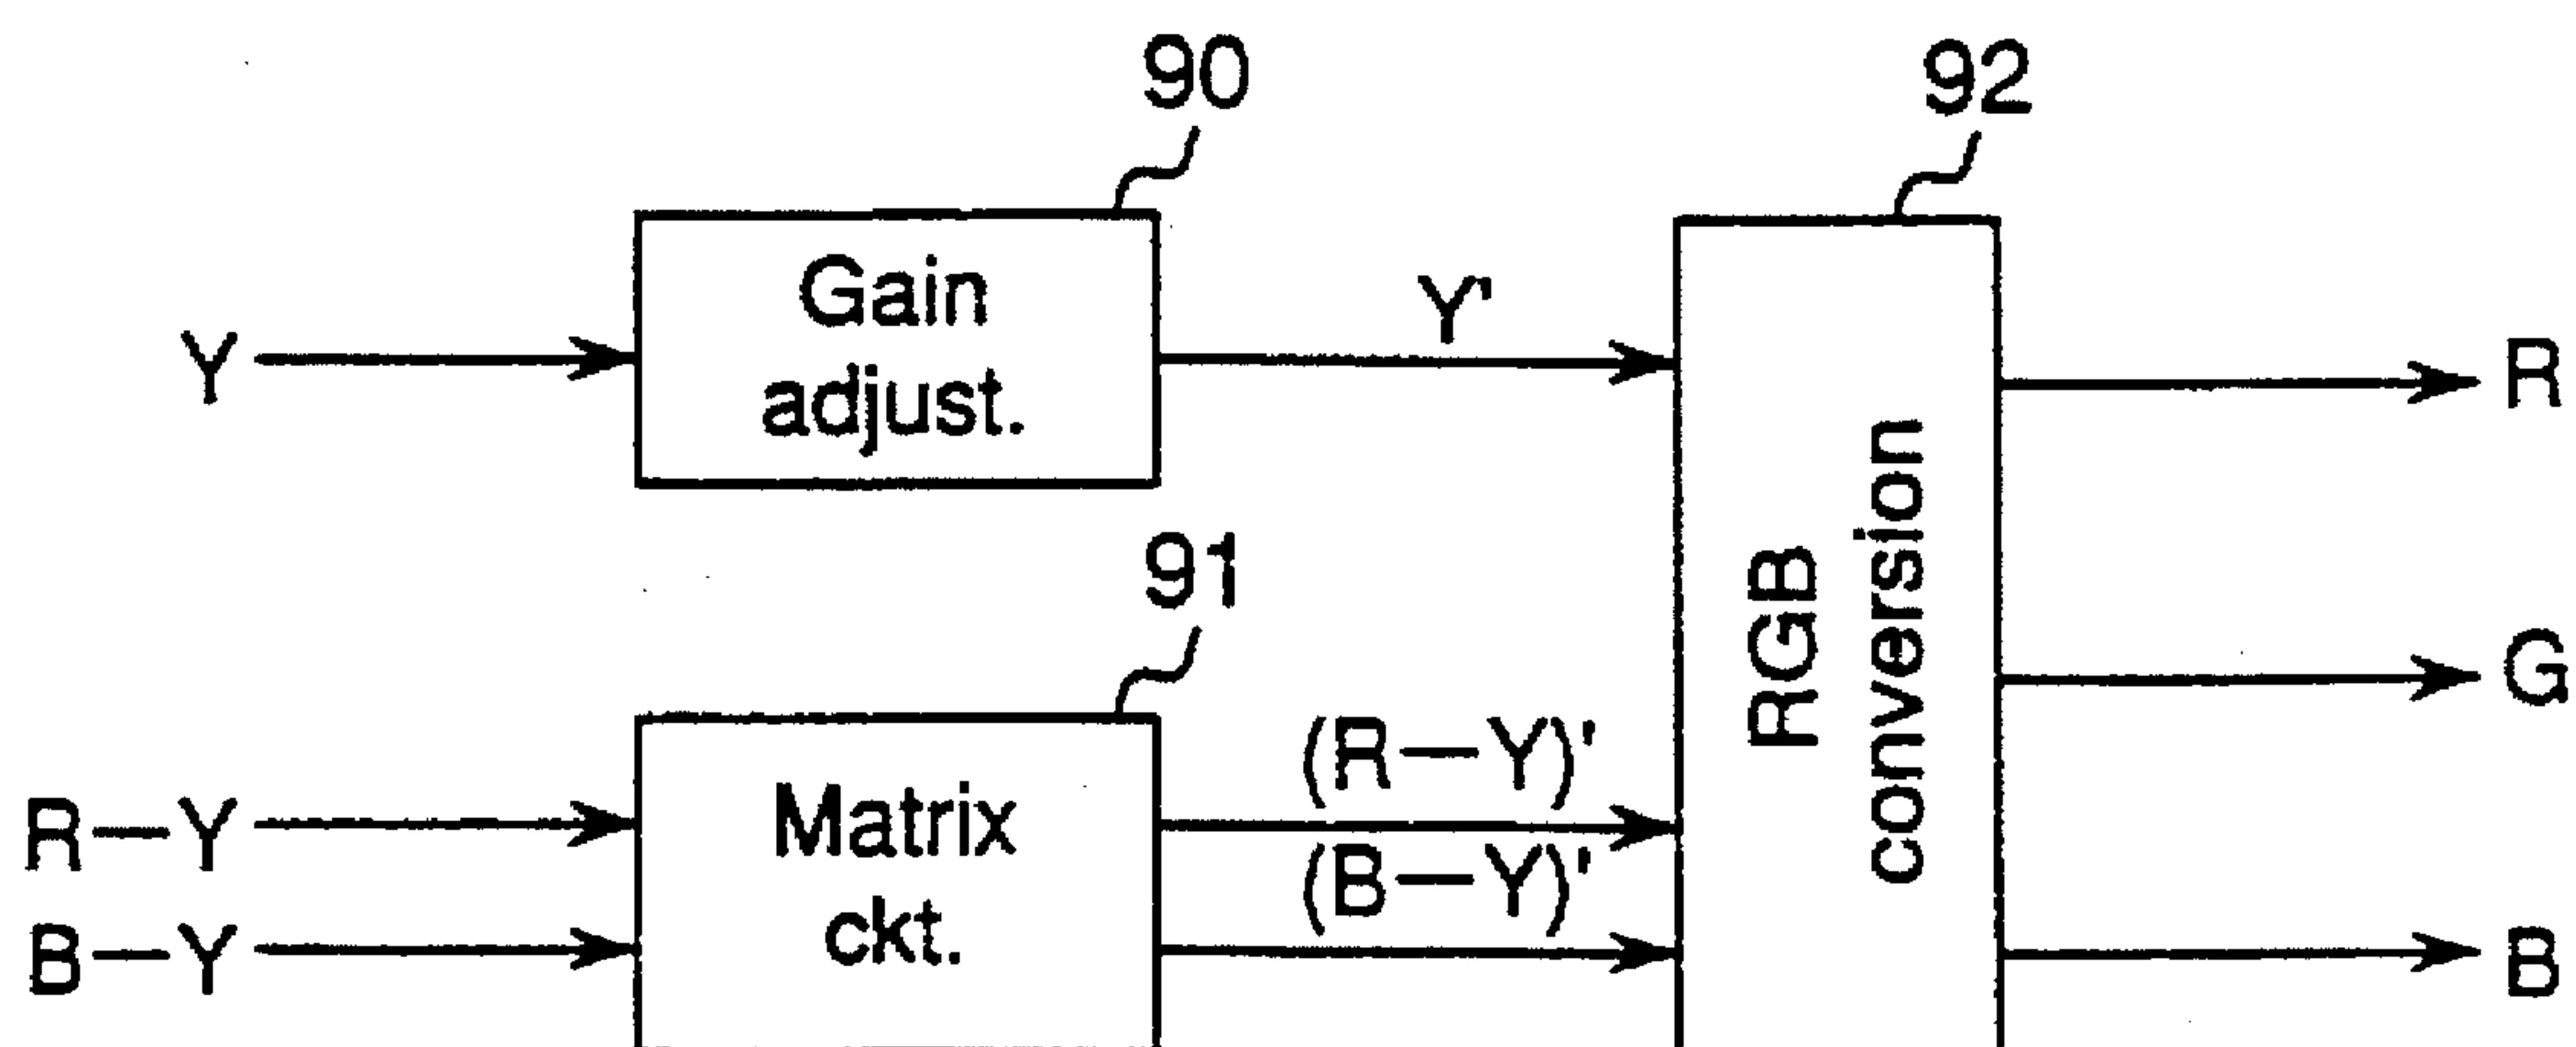 90
92
Gain
adjust.
Y
Y'
R
RGB
conversion
G
91
Matrix
ckt.
R—Y
(R—Y)'
B—Y
(B—Y)'
B